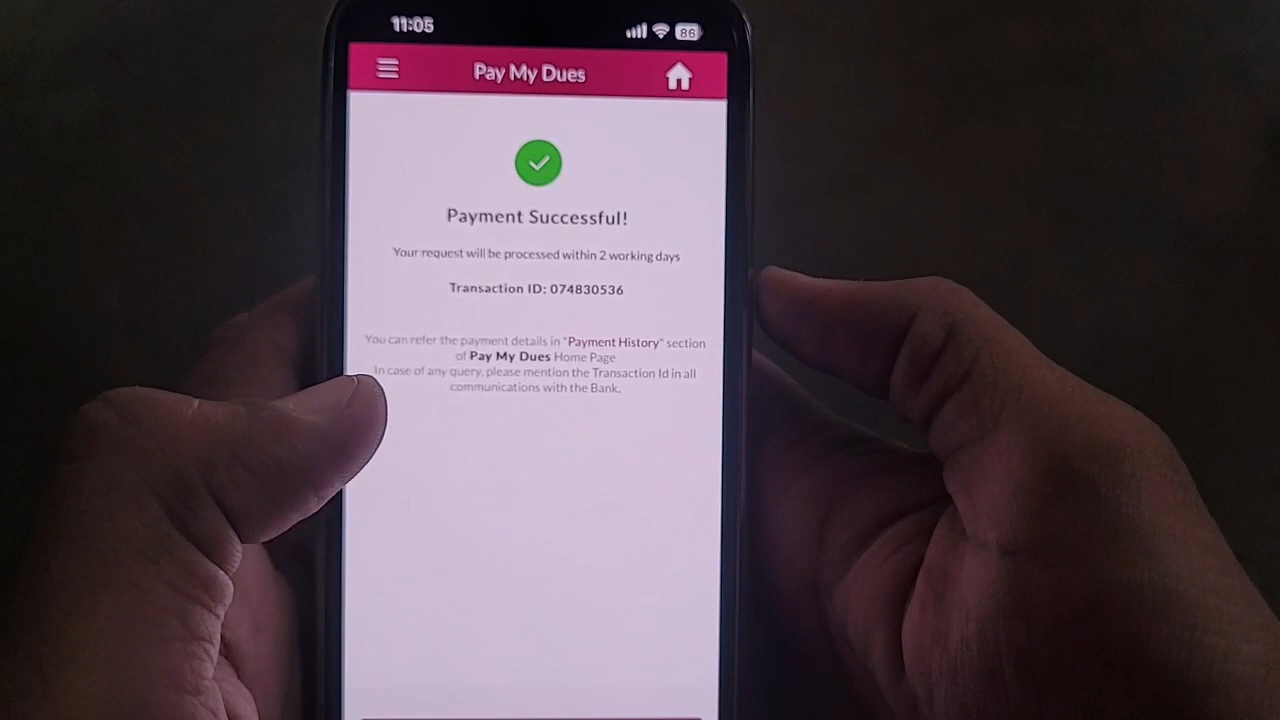 11:05
86
Pay My Dues
Payment Successful!
Your request will be processed within 2 working days
Transaction ID: 074830536
You can refer the payment details in "Payment History" section
of Pay My Dues Home Page
In case of any query, please mention the Transaction Id in all
communications with the Bank.